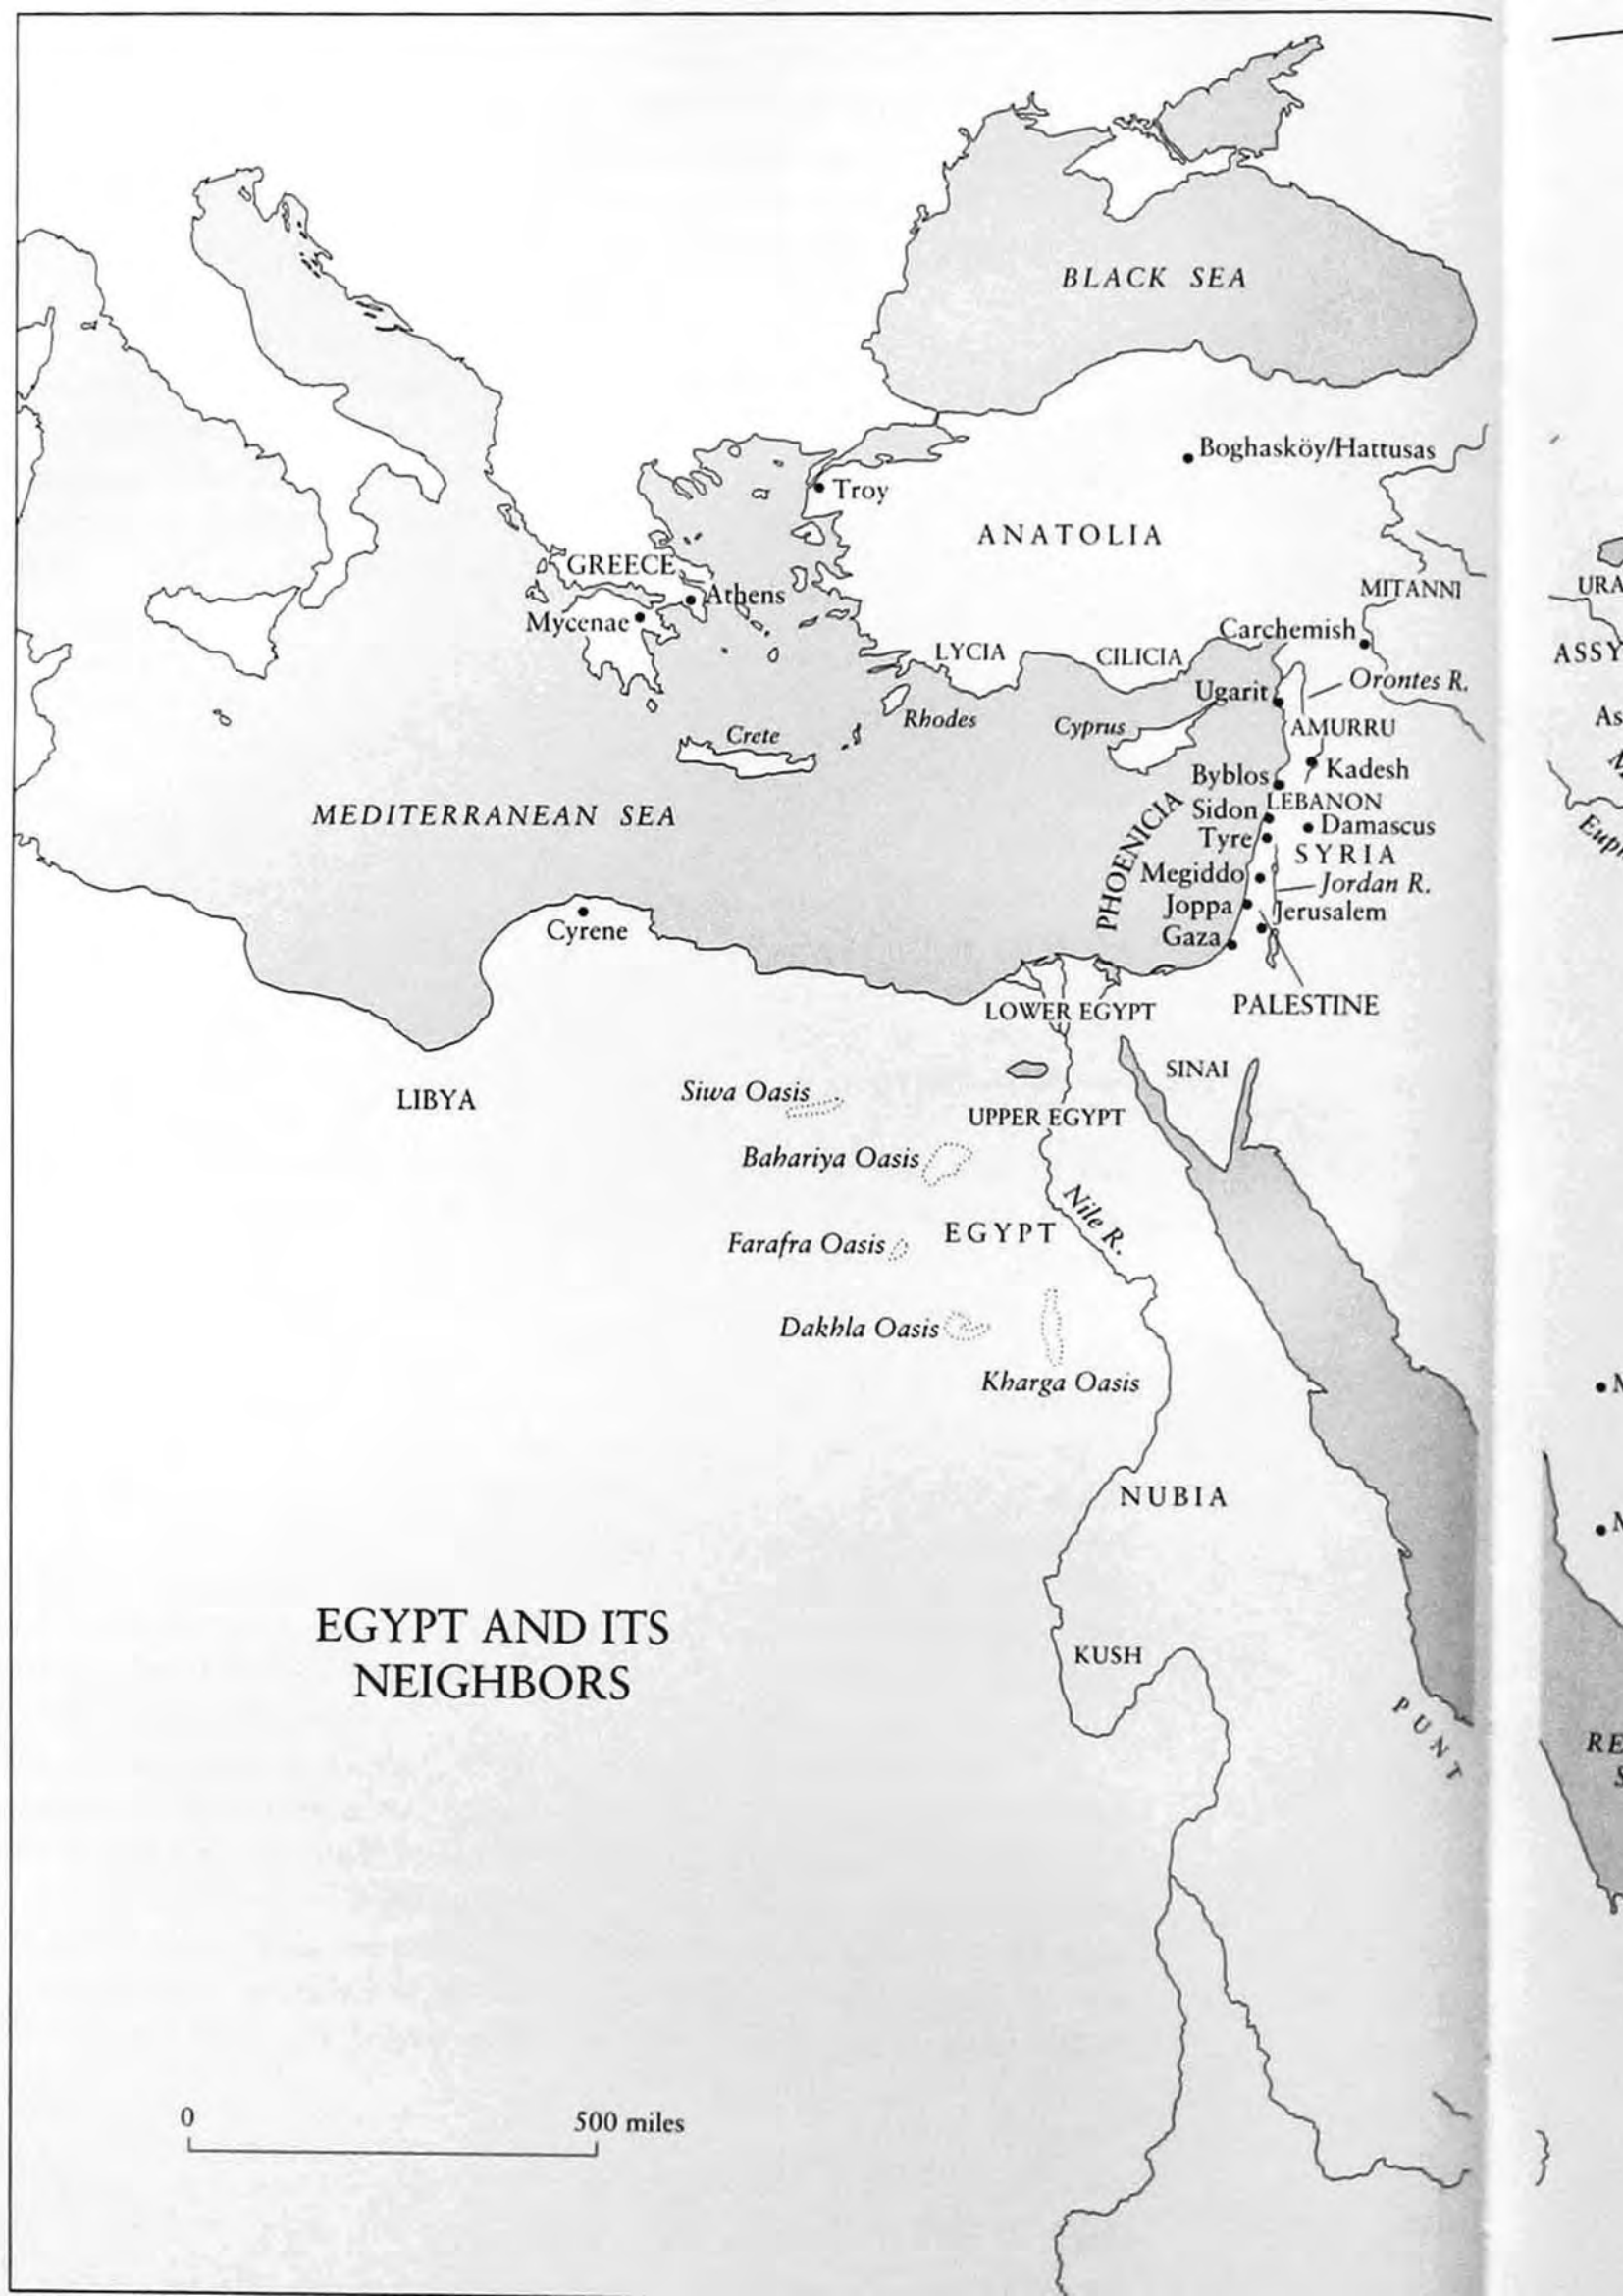 BLACK SEA
Boghasköy/Hattusas
Troy
ANATOLIA
GREECE
Athens
Mycenae
MITANNI
Carchemish
LYCIA
CILICIA
Orontes R.
Ugarit
Rhodes
Cyprus
AMURRU
Crete
Kadesh
Byblos
LEBANON
Sidon
MEDITERRANEAN SEA
Damascus
Tyre
SYRIA
PHOENICIA
Megiddo
Jordan R.
Joppa
Jerusalem
Cyrene
Gaza
LOWER EGYPT
PALESTINE
SINAI
LIBYA
Siwa Oasis
UPPER EGYPT
Bahariya Oasis
Nile R.
EGYPT
Farafra Oasis
Dakhla Oasis
Kharga Oasis
NUBIA
EGYPT AND ITS
NEIGHBORS
KUSH
PUNT
0
500 miles
URA
ASSY
As
Eup
RE
S